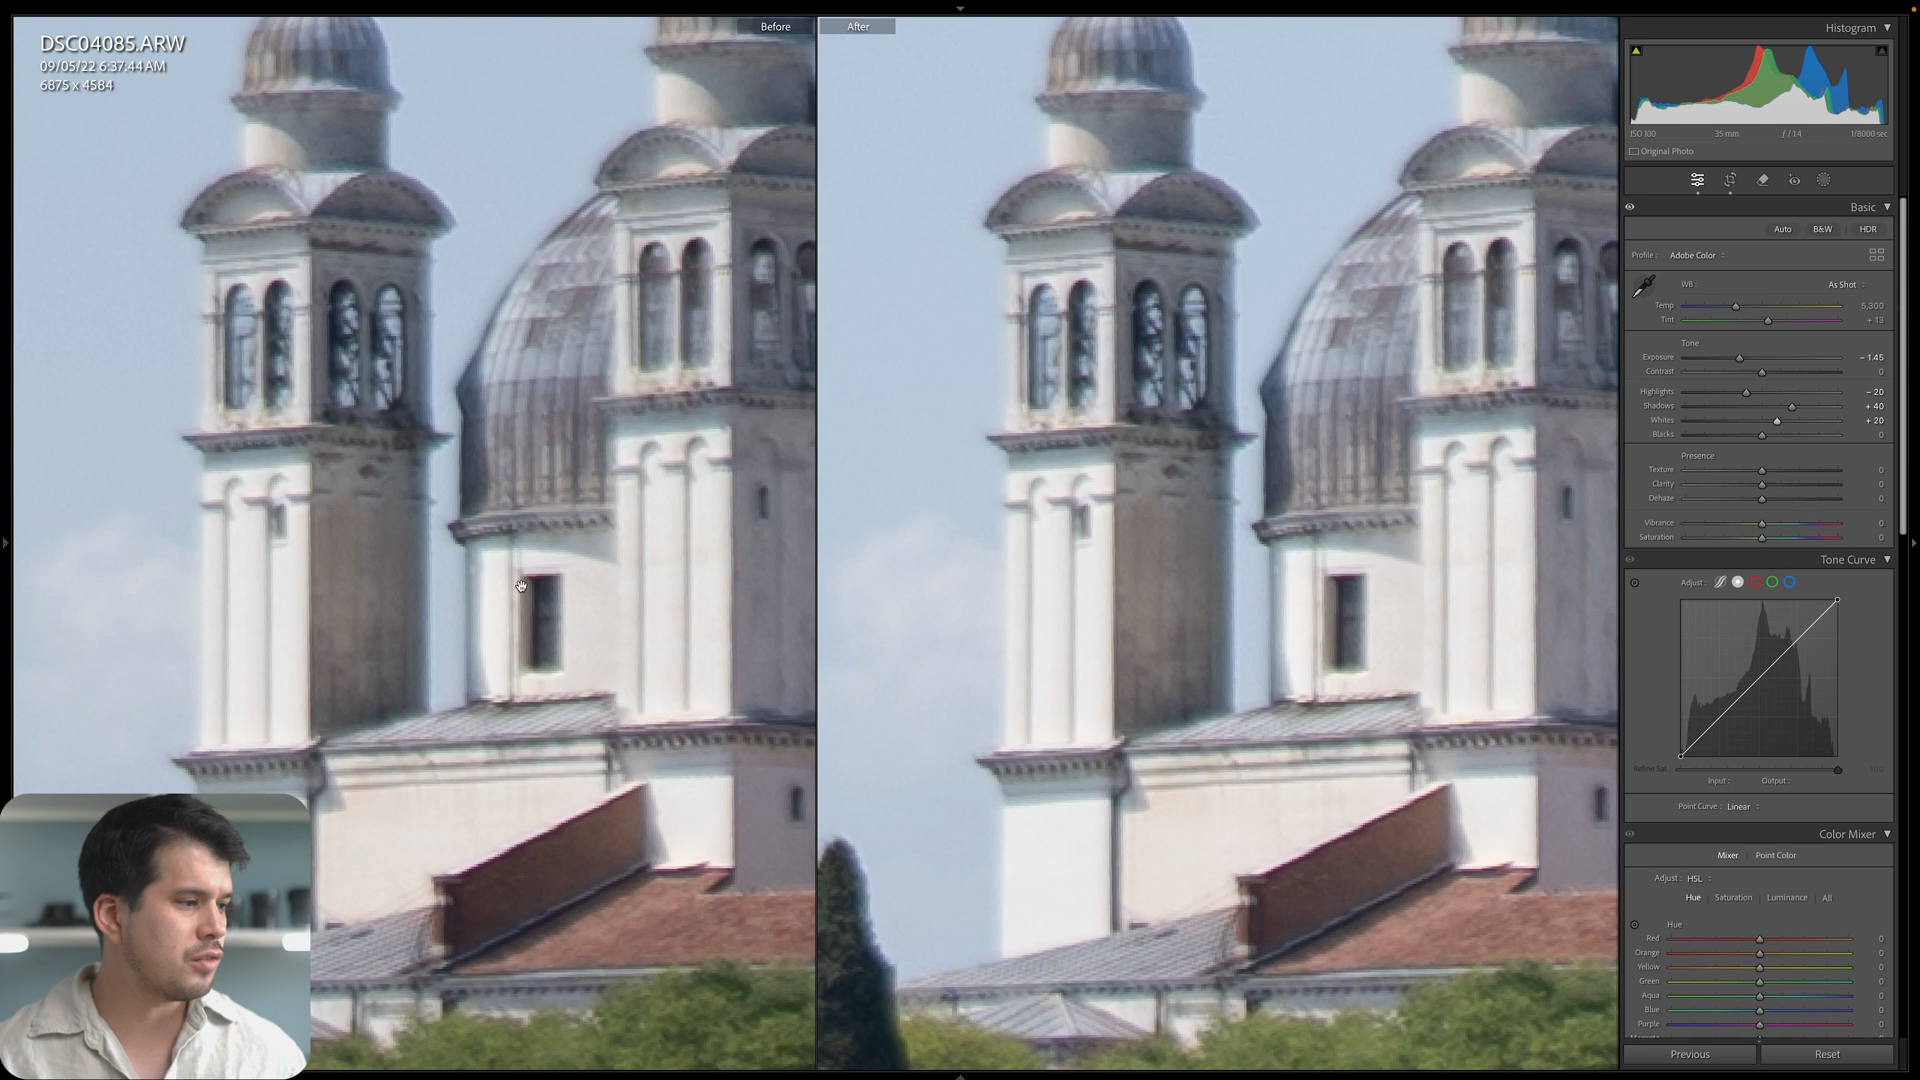 DSC04085.ARW
09/05/22 6:37:44 AM
6875 x 4584
Before
After
Histogram
ISO 100 35 mm ƒ / 1.4 1/8000 sec
Original Photo
Basic
Auto B&W HDR
Profile : Adobe Color
WB : As Shot
Temp 5,300
Tint + 13
Tone
Exposure − 1.45
Contrast 0
Highlights − 20
Shadows + 40
Whites + 20
Blacks 0
Presence
Texture 0
Clarity 0
Dehaze 0
Vibrance 0
Saturation 0
Tone Curve
Adjust :
Refine Sat. 100
Input : Output :
Point Curve : Linear
Color Mixer
Mixer Point Color
Adjust : HSL
Hue Saturation Luminance All
Hue
Red 0
Orange 0
Yellow 0
Green 0
Aqua 0
Blue 0
Purple 0
Previous Reset